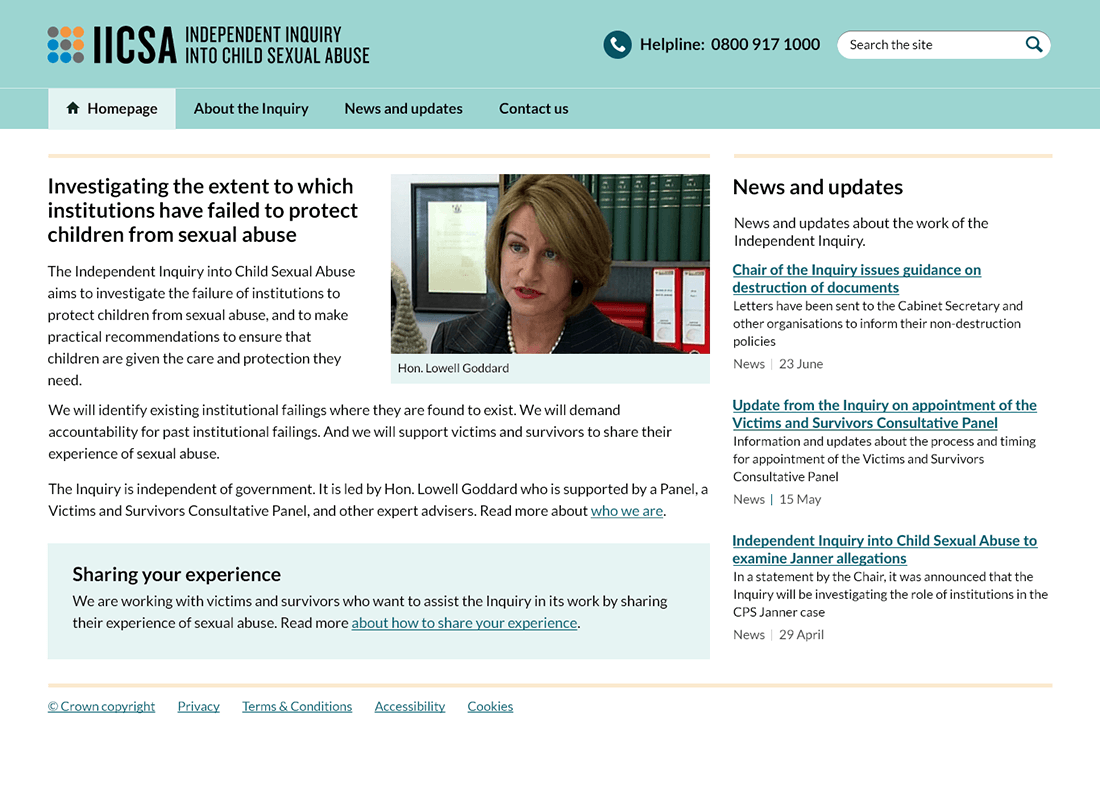 IICSA INDEPENDENT INQUIRY
INTO CHILD SEXUAL ABUSE
Helpline: 0800 917 1000
Search the site
Homepage
About the Inquiry
News and updates
Contact us
Investigating the extent to which
institutions have failed to protect
children from sexual abuse
The Independent Inquiry into Child Sexual Abuse
aims to investigate the failure of institutions to
protect children from sexual abuse, and to make
practical recommendations to ensure that
children are given the care and protection they
need.
Hon. Lowell Goddard
We will identify existing institutional failings where they are found to exist. We will demand
accountability for past institutional failings. And we will support victims and survivors to share their
experience of sexual abuse.
The Inquiry is independent of government. It is led by Hon. Lowell Goddard who is supported by a Panel, a
Victims and Survivors Consultative Panel, and other expert advisers. Read more about who we are.
Sharing your experience
We are working with victims and survivors who want to assist the Inquiry in its work by sharing
their experience of sexual abuse. Read more about how to share your experience.
News and updates
News and updates about the work of the
Independent Inquiry.
Chair of the Inquiry issues guidance on
destruction of documents
Letters have been sent to the Cabinet Secretary and
other organisations to inform their non-destruction
policies
News | 23 June
Update from the Inquiry on appointment of the
Victims and Survivors Consultative Panel
Information and updates about the process and timing
for appointment of the Victims and Survivors
Consultative Panel
News | 15 May
Independent Inquiry into Child Sexual Abuse to
examine Janner allegations
In a statement by the Chair, it was announced that the
Inquiry will be investigating the role of institutions in the
CPS Janner case
News | 29 April
© Crown copyright
Privacy
Terms & Conditions
Accessibility
Cookies